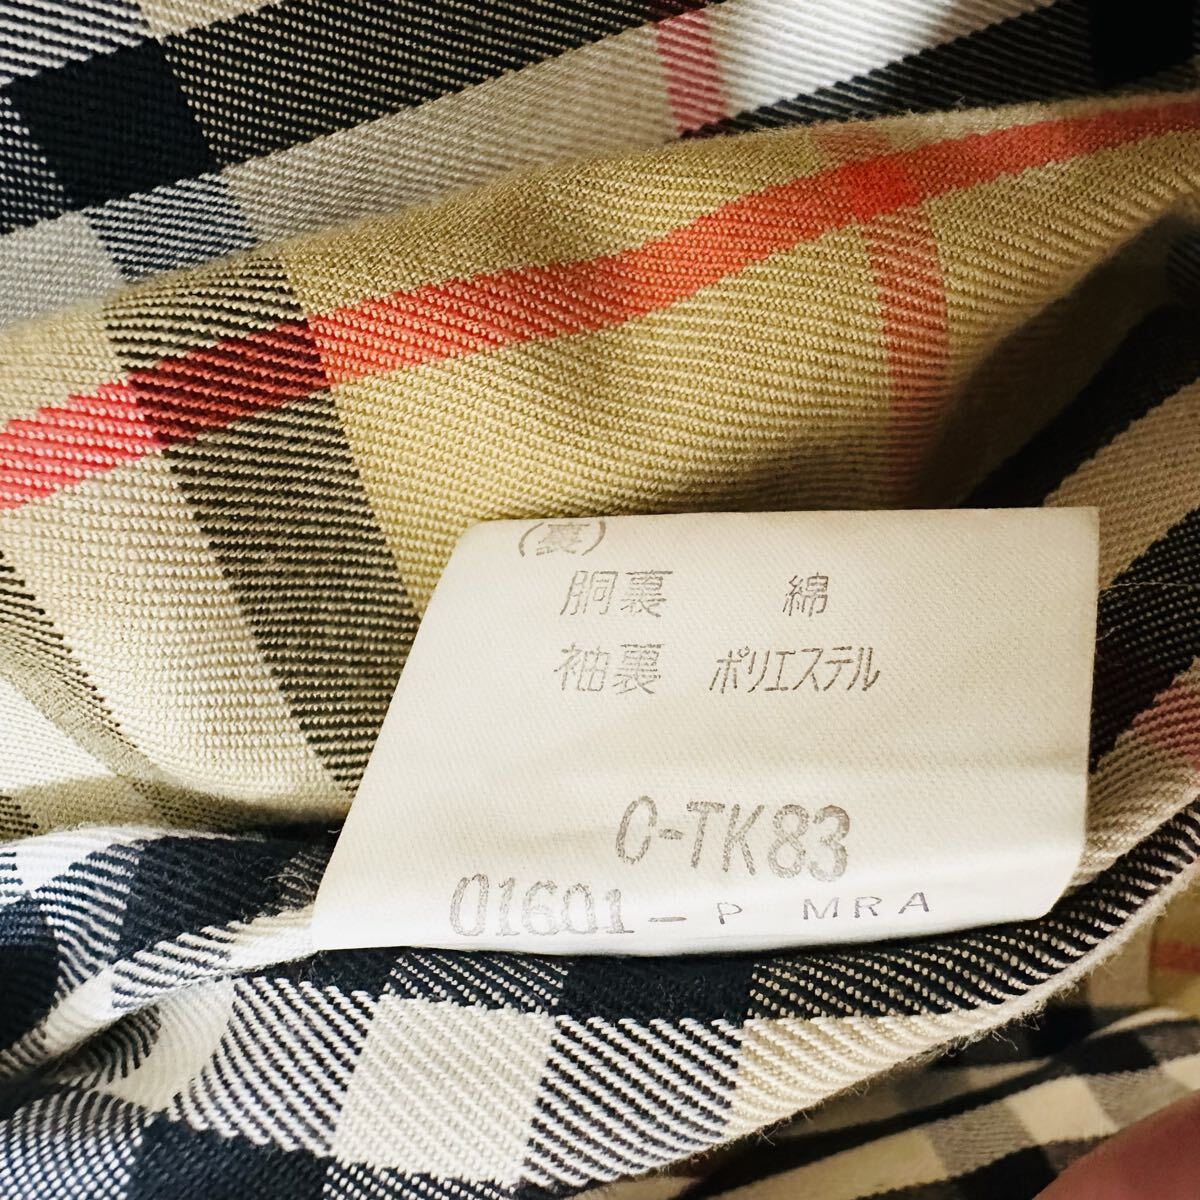 (裏)
胴裏 綿
袖裏 ポリエステル
C-TK83
01601-P MRA